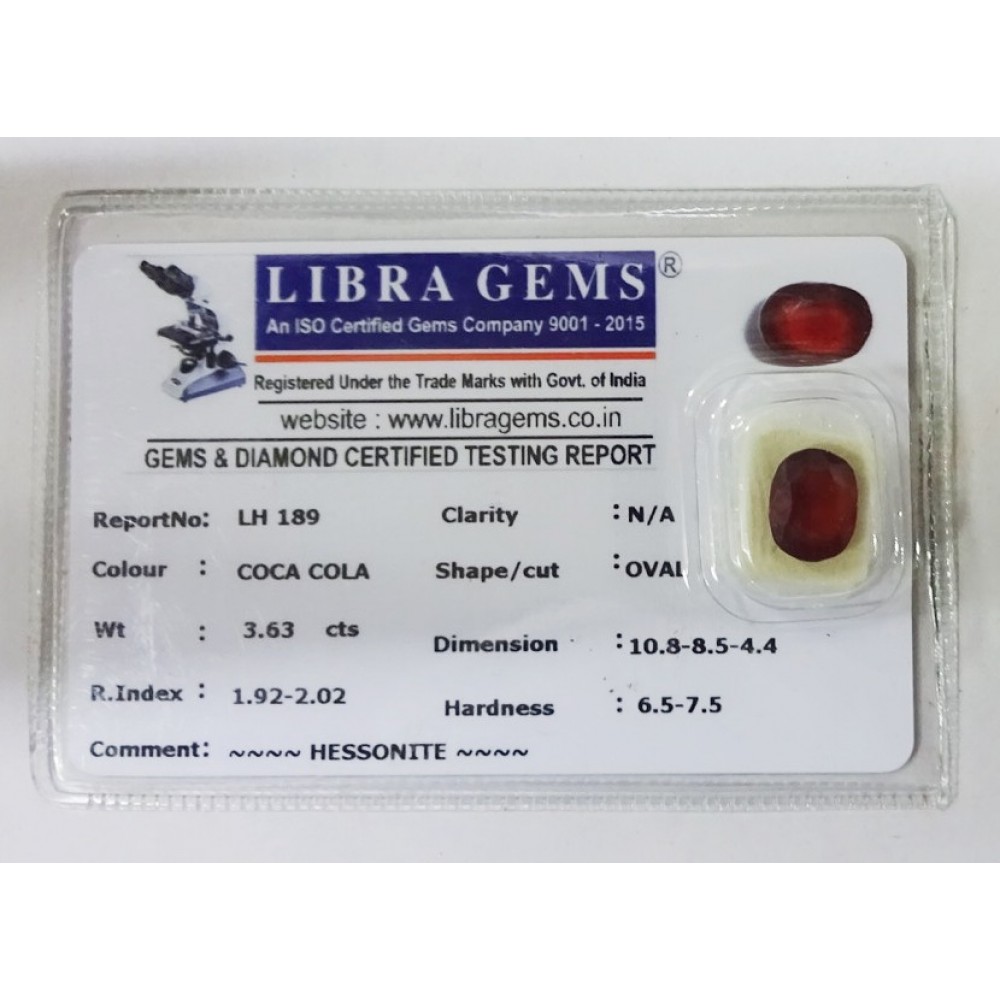 LIBRA GEMS®
An ISO Certified Gems Company 9001 - 2015
Registered Under the Trade Marks with Govt. of India
website : www.libragems.co.in
GEMS & DIAMOND CERTIFIED TESTING REPORT
ReportNo: LH 189 Clarity : N/A
Colour : COCA COLA Shape/cut : OVAL
Wt : 3.63 cts Dimension : 10.8-8.5-4.4
R.Index : 1.92-2.02 Hardness : 6.5-7.5
Comment: ~~~~ HESSONITE ~~~~